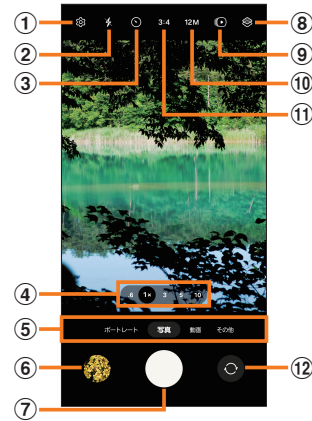 ① ② ③ 3:4 12M ⑧
⑨
⑩
⑪
④ .6 1× 3 5 10
⑤ ポートレート 写真 動画 その他
⑥ ⑫
⑦